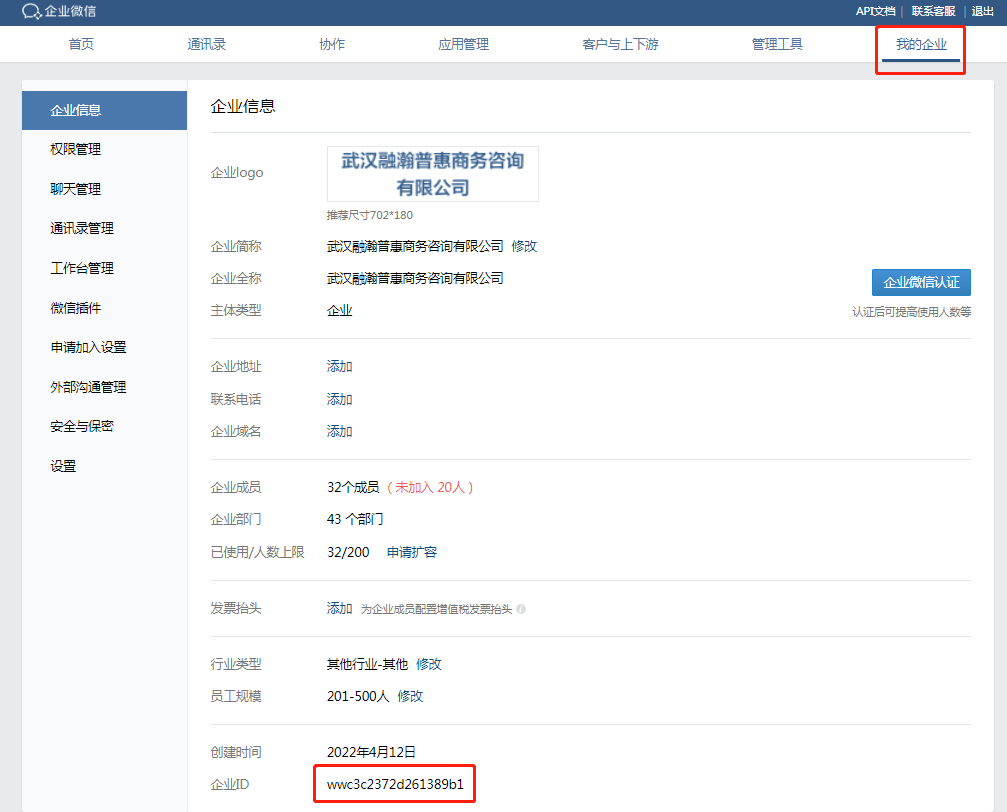 企业微信
API文档 | 联系客服 | 退出
首页 通讯录 协作 应用管理 客户与上下游 管理工具 我的企业
企业信息
权限管理
聊天管理
通讯录管理
工作台管理
微信插件
申请加入设置
外部沟通管理
安全与保密
设置
企业信息
企业logo
武汉融瀚普惠商务咨询
有限公司
推荐尺寸702*180
企业简称 武汉融瀚普惠商务咨询有限公司 修改
企业全称 武汉融瀚普惠商务咨询有限公司
企业微信认证
主体类型 企业
认证后可提高使用人数等
企业地址 添加
联系电话 添加
企业域名 添加
企业成员 32个成员 ( 未加入 20人 )
企业部门 43 个部门
已使用/人数上限 32/200 申请扩容
发票抬头 添加 为企业成员配置增值税发票抬头
行业类型 其他行业-其他 修改
员工规模 201-500人 修改
创建时间 2022年4月12日
企业ID wwc3c2372d261389b1